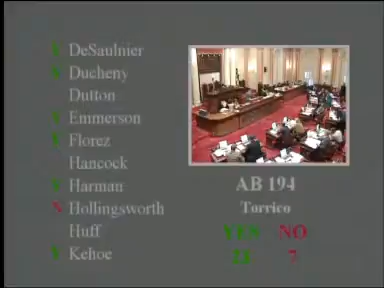 Y DeSaulnier
Y Ducheny
Dutton
Y Emmerson
Y Florez
Hancock
Y Harman
N Hollingsworth
Huff
Y Kehoe
AB 194
Torrico
YES NO
22 7